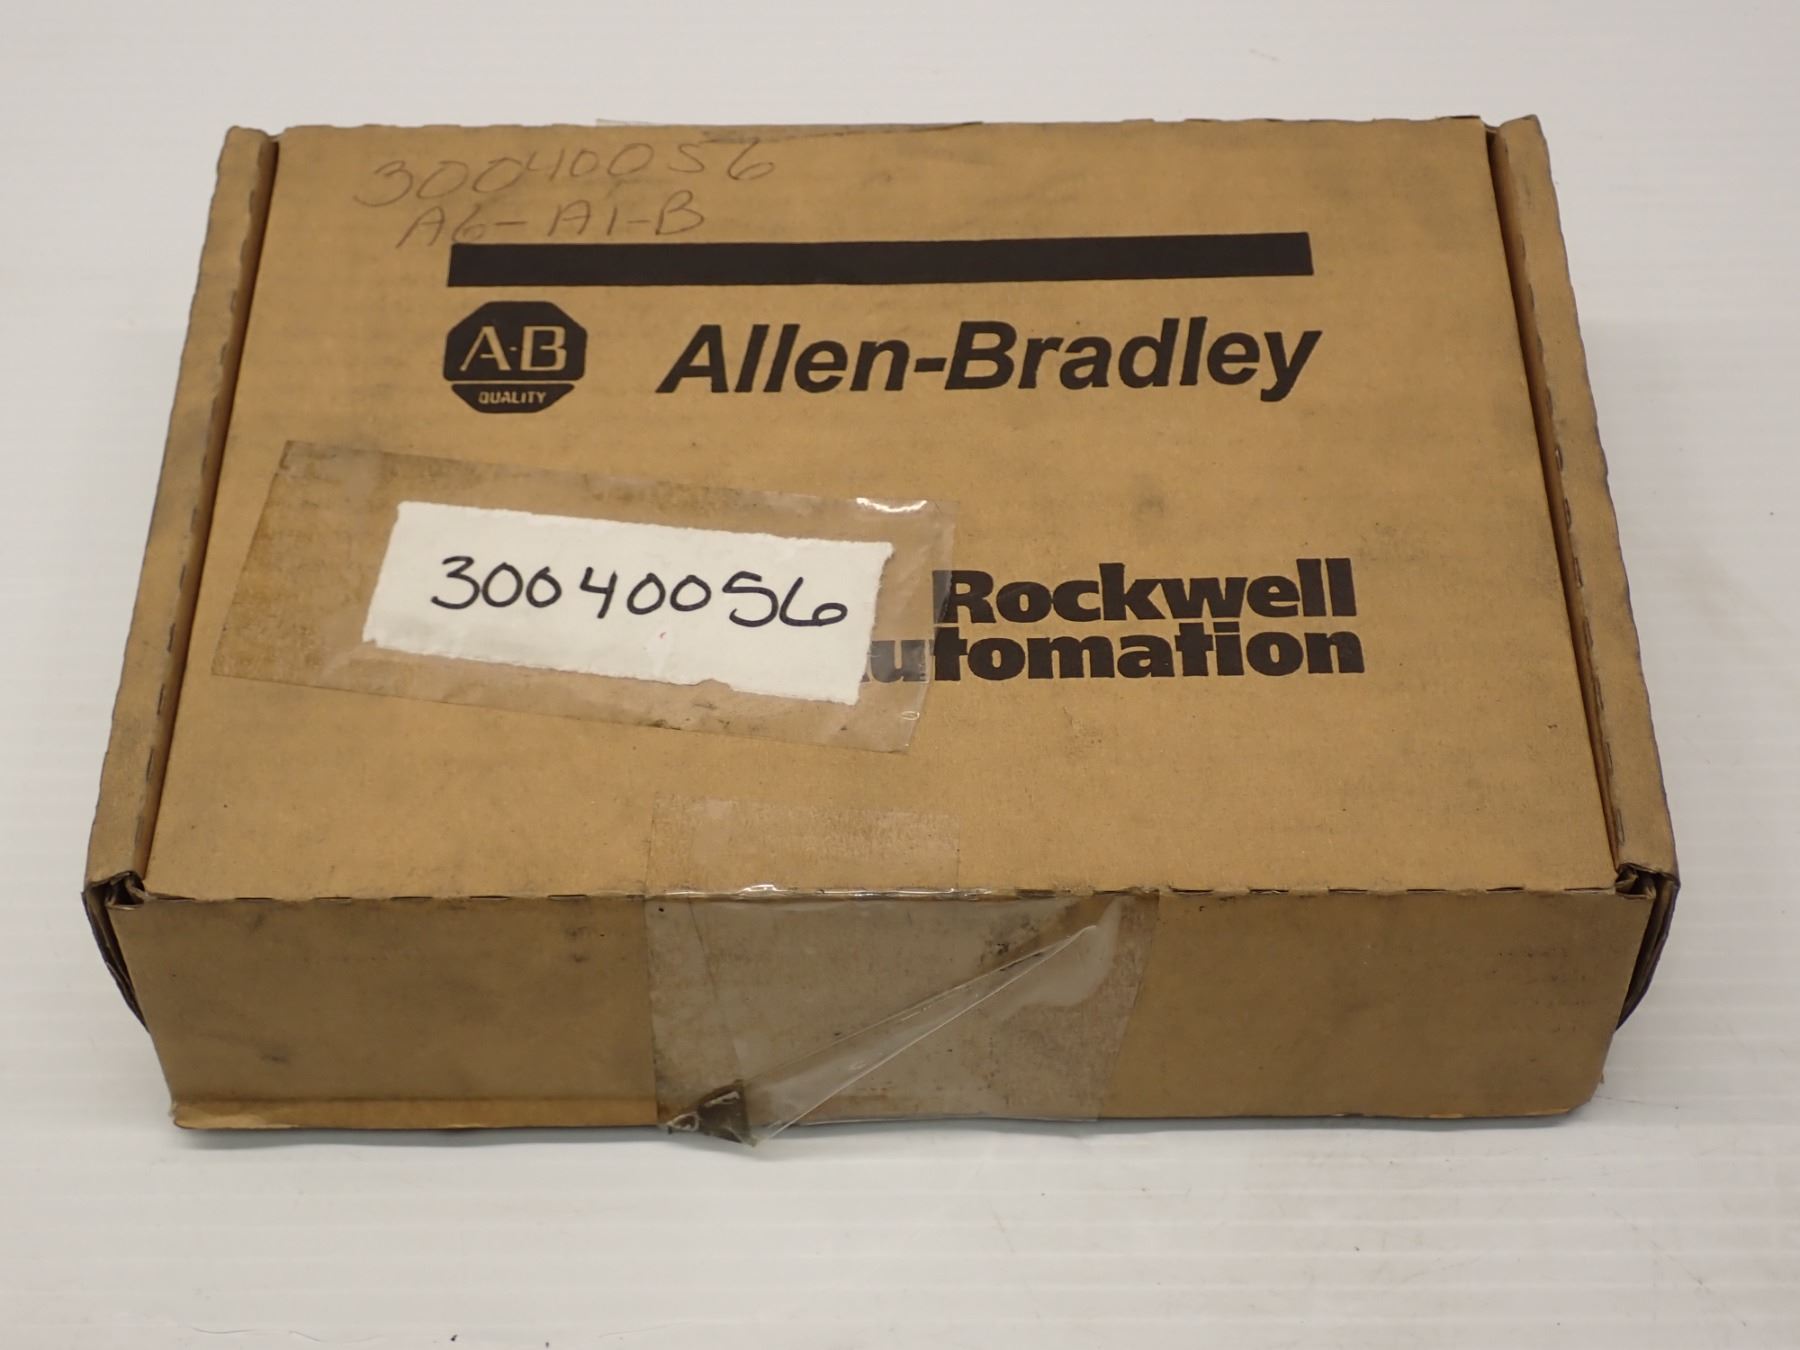 30040056
A6-A1-B
A-B
QUALITY
Allen-Bradley
30040056
Rockwell
utomation